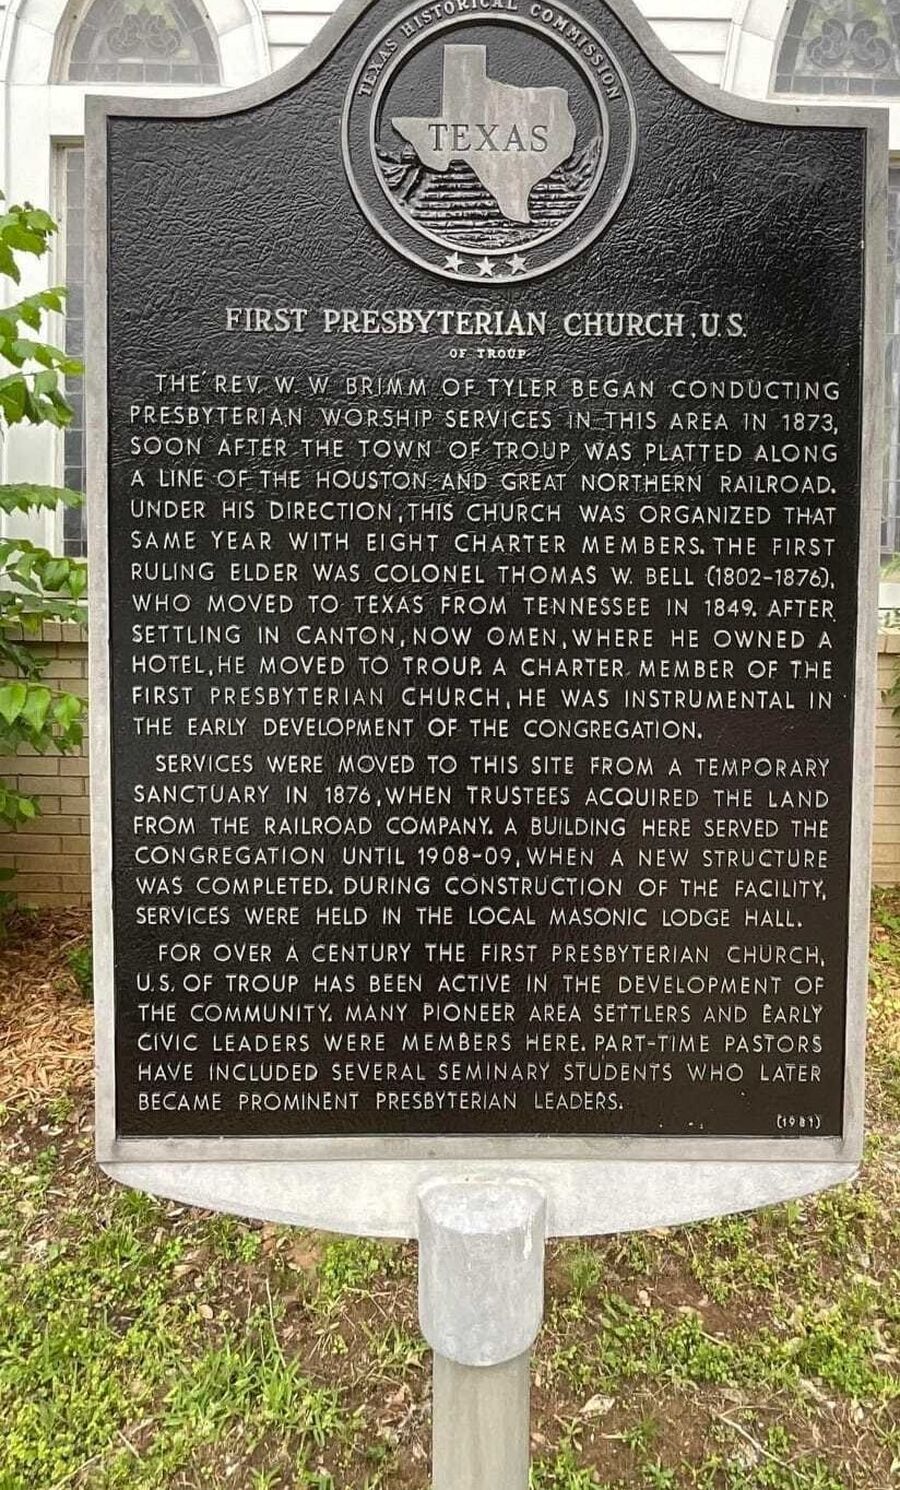 TEXAS HISTORICAL COMMISSION
TEXAS
FIRST PRESBYTERIAN CHURCH, U.S.
OF TROUP
THE REV. W. W. BRIMM OF TYLER BEGAN CONDUCTING
PRESBYTERIAN WORSHIP SERVICES IN THIS AREA IN 1873,
SOON AFTER THE TOWN OF TROUP WAS PLATTED ALONG
A LINE OF THE HOUSTON AND GREAT NORTHERN RAILROAD.
UNDER HIS DIRECTION, THIS CHURCH WAS ORGANIZED THAT
SAME YEAR WITH EIGHT CHARTER MEMBERS. THE FIRST
RULING ELDER WAS COLONEL THOMAS W. BELL (1802-1876),
WHO MOVED TO TEXAS FROM TENNESSEE IN 1849. AFTER
SETTLING IN CANTON, NOW OMEN, WHERE HE OWNED A
HOTEL, HE MOVED TO TROUP. A CHARTER MEMBER OF THE
FIRST PRESBYTERIAN CHURCH, HE WAS INSTRUMENTAL IN
THE EARLY DEVELOPMENT OF THE CONGREGATION.
SERVICES WERE MOVED TO THIS SITE FROM A TEMPORARY
SANCTUARY IN 1876, WHEN TRUSTEES ACQUIRED THE LAND
FROM THE RAILROAD COMPANY. A BUILDING HERE SERVED THE
CONGREGATION UNTIL 1908-09, WHEN A NEW STRUCTURE
WAS COMPLETED. DURING CONSTRUCTION OF THE FACILITY,
SERVICES WERE HELD IN THE LOCAL MASONIC LODGE HALL.
FOR OVER A CENTURY THE FIRST PRESBYTERIAN CHURCH,
U.S. OF TROUP HAS BEEN ACTIVE IN THE DEVELOPMENT OF
THE COMMUNITY. MANY PIONEER AREA SETTLERS AND EARLY
CIVIC LEADERS WERE MEMBERS HERE. PART-TIME PASTORS
HAVE INCLUDED SEVERAL SEMINARY STUDENTS WHO LATER
BECAME PROMINENT PRESBYTERIAN LEADERS.